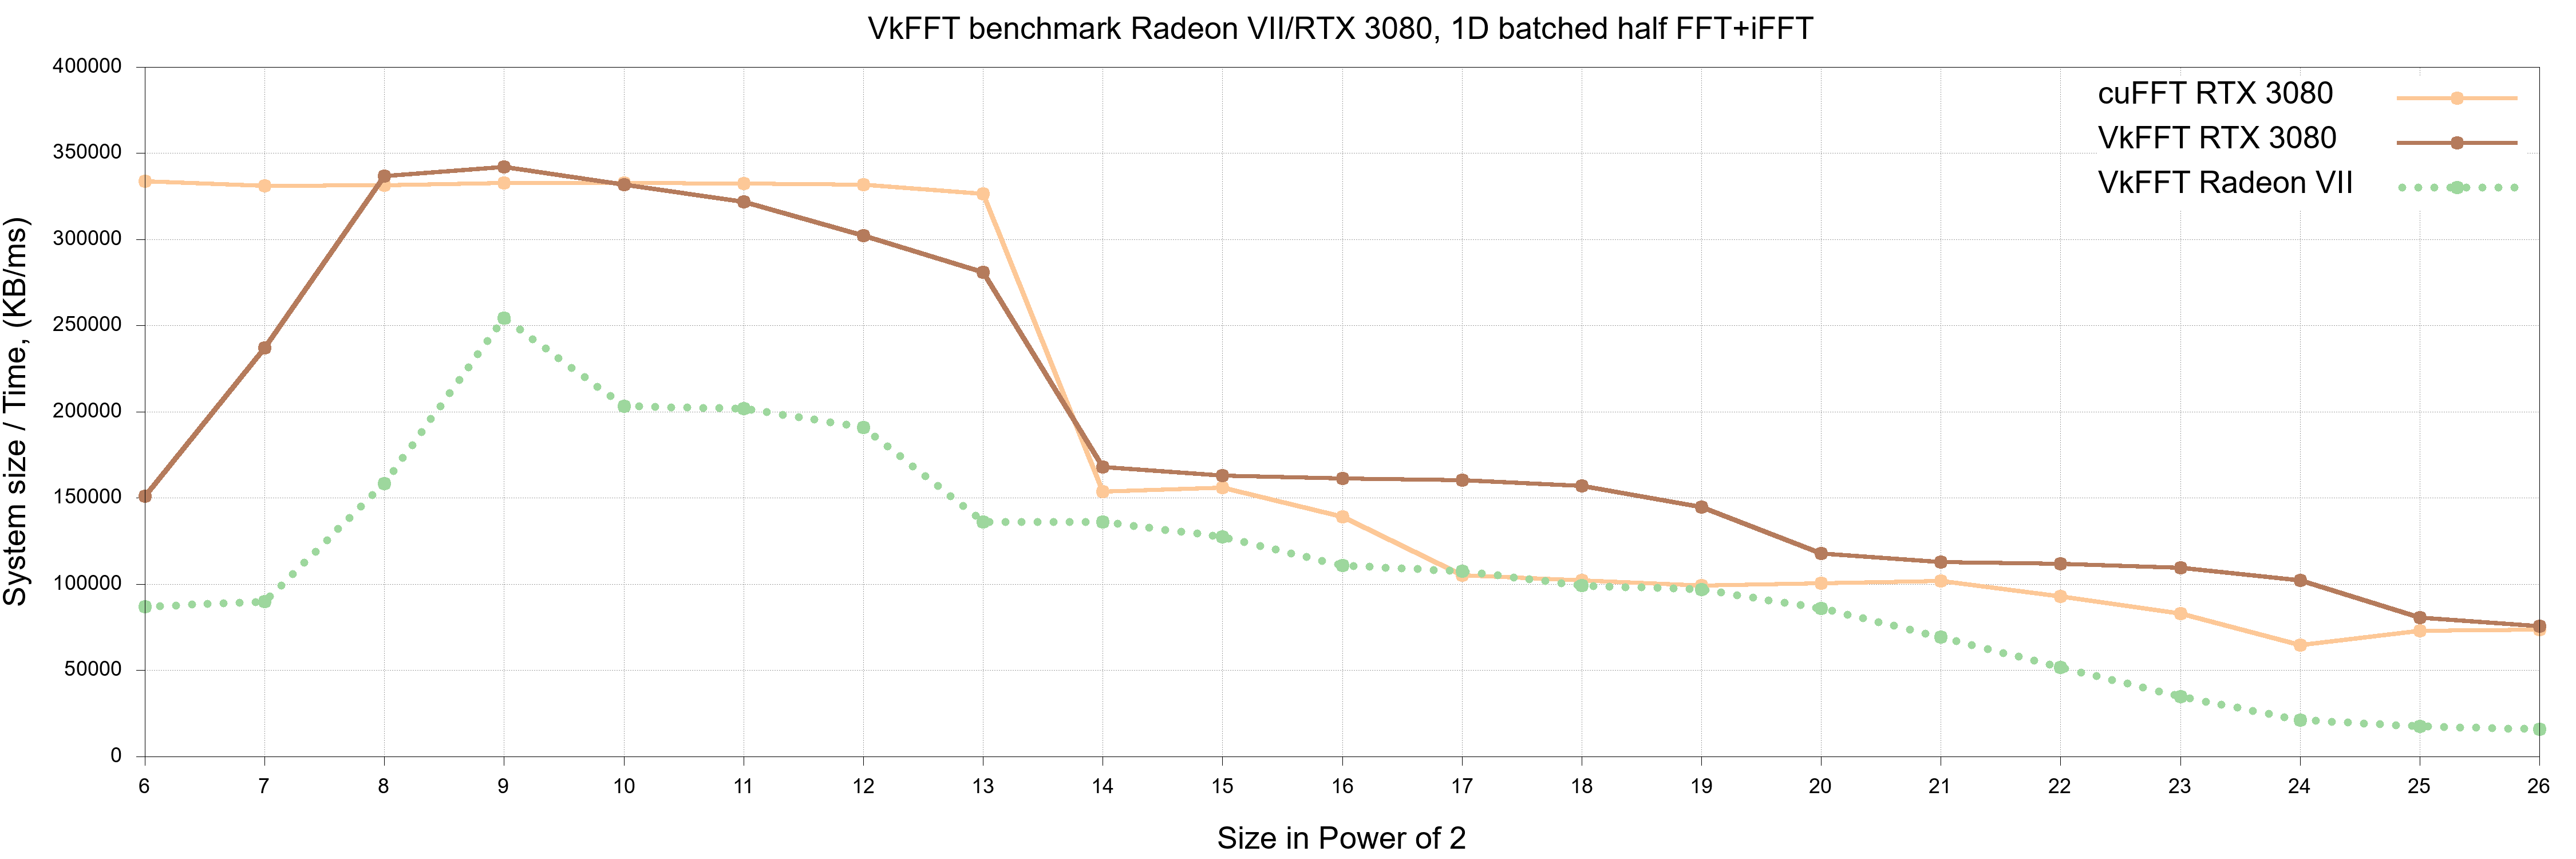 VkFFT benchmark Radeon VII/RTX 3080, 1D batched half FFT+iFFT
400000
350000
300000
250000
200000
150000
100000
50000
0
System size / Time, (KB/ms)
cuFFT RTX 3080
VkFFT RTX 3080
VkFFT Radeon VII
6 7 8 9 10 11 12 13 14 15 16 17 18 19 20 21 22 23 24 25 26
Size in Power of 2